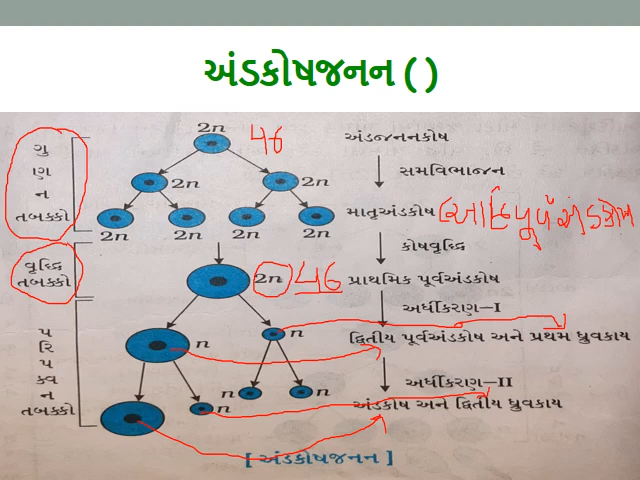 અંડકોષજનન ( )
2n
46
અંડજનનકોષ
ગુ
ણ
ન
તબક્કો
2n
2n
સમવિભાજન
2n
2n
2n
2n
માતૃઅંડકોષ
આદિપૂર્વઅંડકોષ
કોષવૃદ્ધિ
વૃદ્ધિ
તબક્કો
2n
46
પ્રાથમિક પૂર્વઅંડકોષ
અર્ધીકરણ–I
પ
રિ
પ
ક્વ
ન
તબક્કો
n
n
દ્વિતીય પૂર્વઅંડકોષ અને પ્રથમ ધ્રુવકાય
અર્ધીકરણ–II
n
n
n
અંડકોષ અને દ્વિતીય ધ્રુવકાય
[ અંડકોષજનન ]